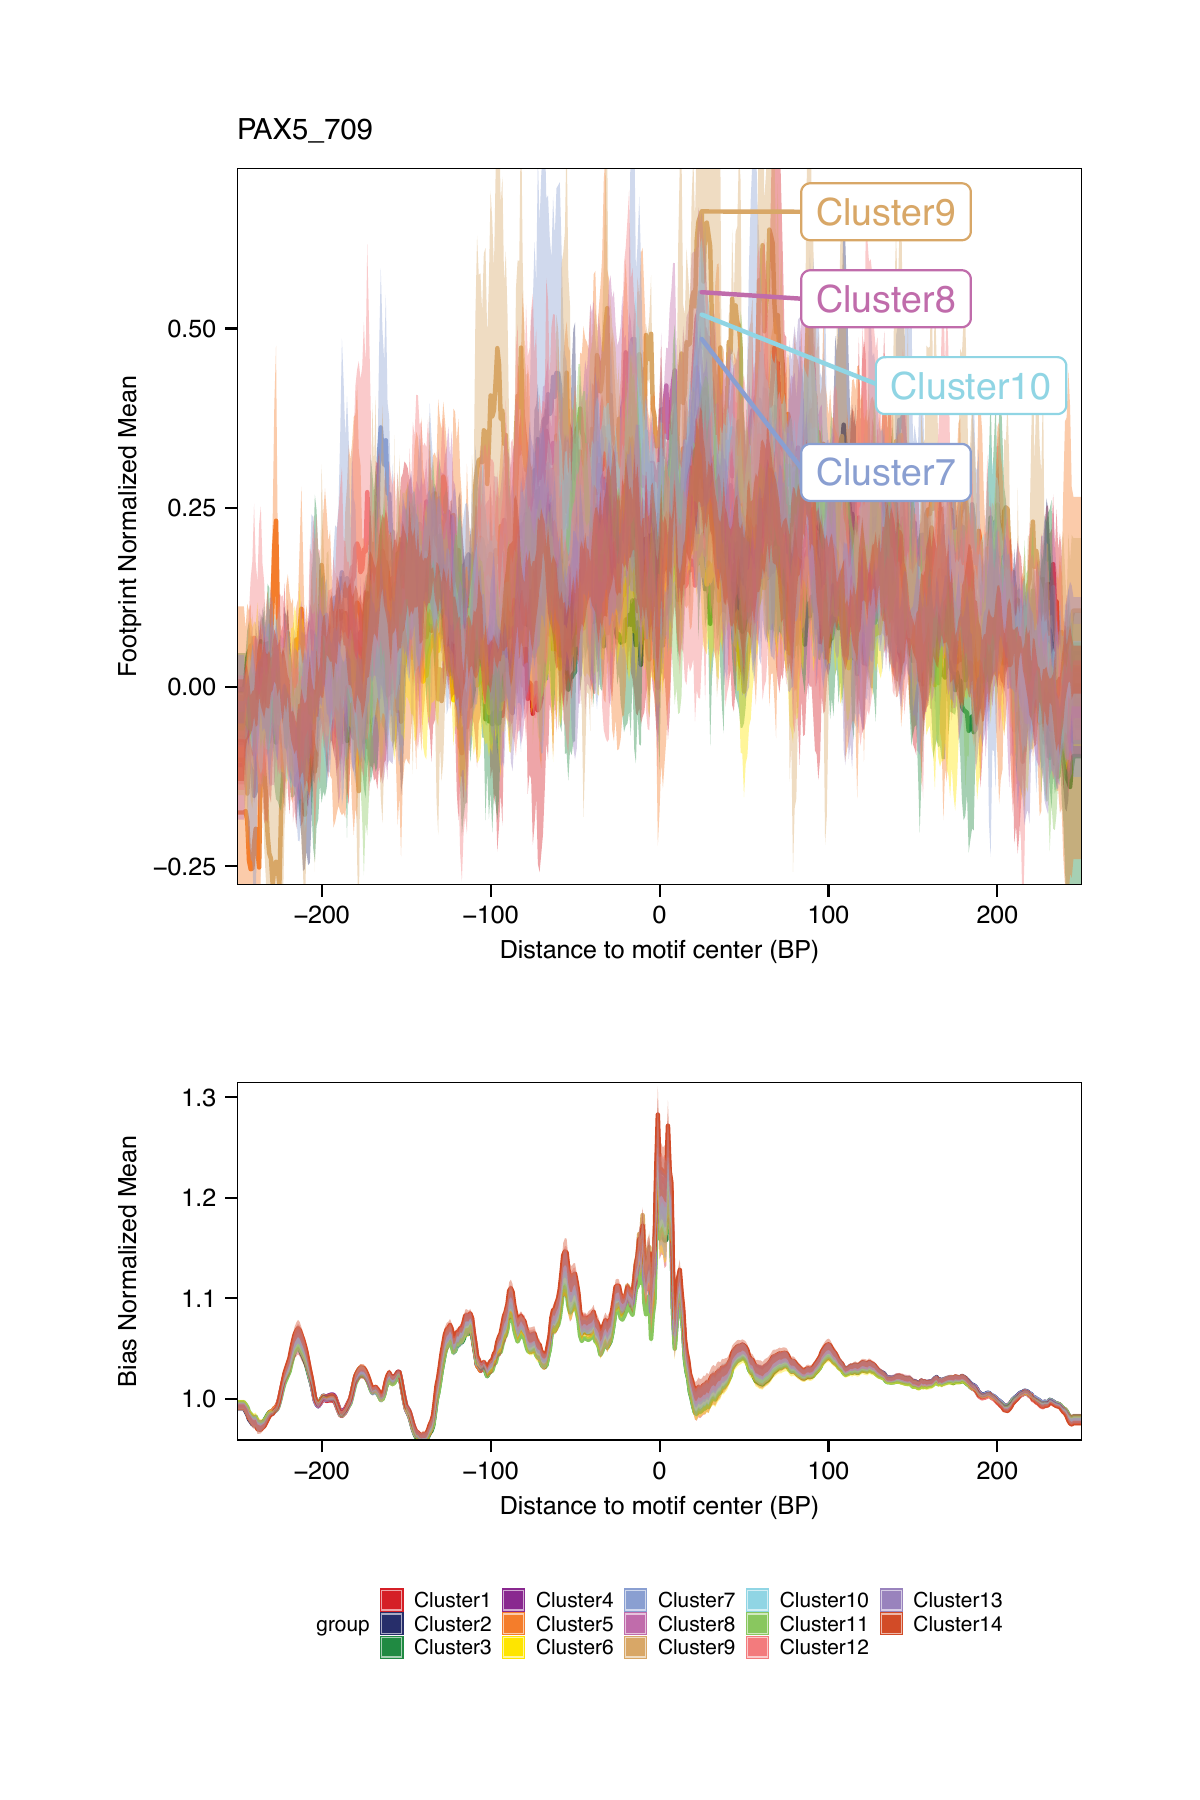 PAX5_709
Cluster9
Cluster8
Cluster10
Cluster7
Footprint Normalized Mean
0.50
0.25
0.00
−0.25
−200 −100 0 100 200
Distance to motif center (BP)
Bias Normalized Mean
1.3
1.2
1.1
1.0
−200 −100 0 100 200
Distance to motif center (BP)
Cluster1 Cluster4 Cluster7 Cluster10 Cluster13
group Cluster2 Cluster5 Cluster8 Cluster11 Cluster14
Cluster3 Cluster6 Cluster9 Cluster12